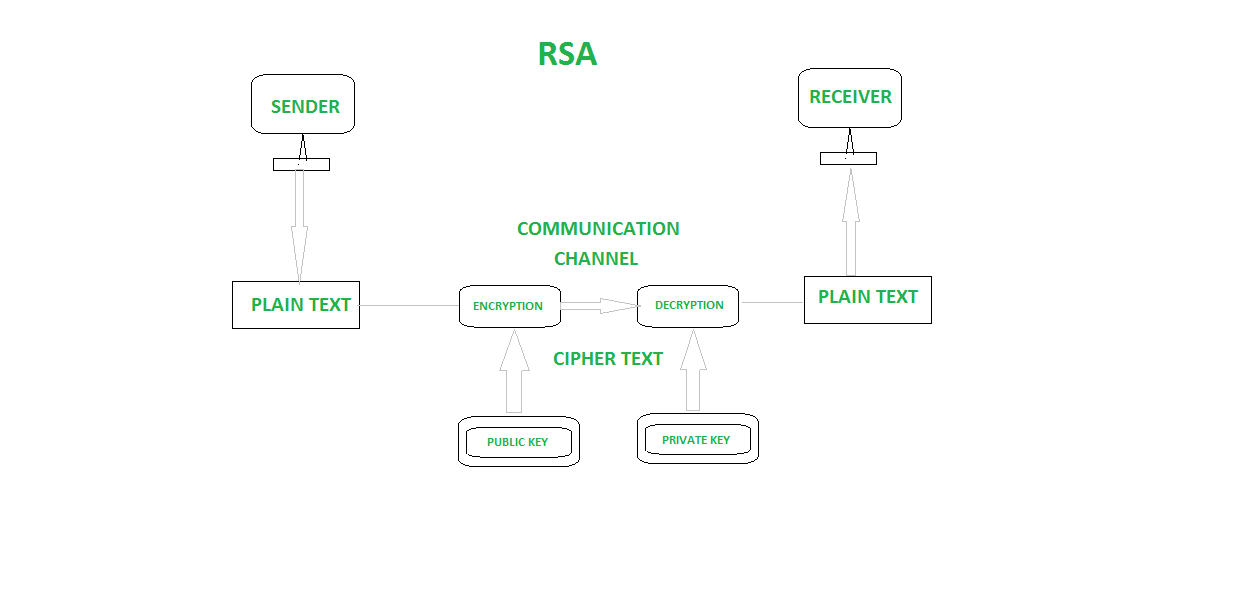 RSA
SENDER
RECEIVER
COMMUNICATION
CHANNEL
PLAIN TEXT
ENCRYPTION
DECRYPTION
PLAIN TEXT
CIPHER TEXT
PUBLIC KEY
PRIVATE KEY